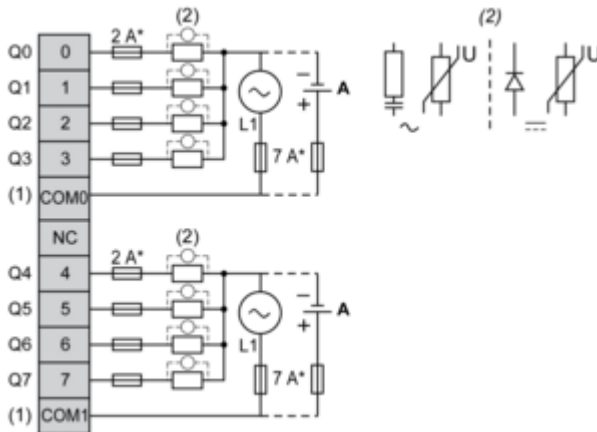 (2)
(2)
2 A*
Q0 0
Q1 1
Q2 2
Q3 3
(1) COM0
L1
− + A
7 A*
U
U
~
NC
(2)
2 A*
Q4 4
Q5 5
Q6 6
Q7 7
(1) COM1
L1
− + A
7 A*